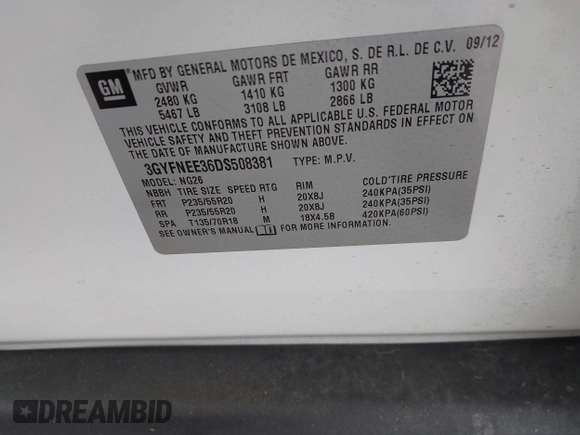 GM
MFD BY GENERAL MOTORS DE MEXICO, S. DE R.L. DE C.V. 09/12
GVWR GAWR FRT GAWR RR
2480 KG 1410 KG 1300 KG
5467 LB 3108 LB 2866 LB
THIS VEHICLE CONFORMS TO ALL APPLICABLE U.S. FEDERAL MOTOR
VEHICLE SAFETY AND THEFT PREVENTION STANDARDS IN EFFECT ON
THE DATE OF MANUFACTURE SHOWN ABOVE.
3GYFNEE36DS508381 TYPE: M.P.V.
MODEL: NG26
NBBH TIRE SIZE SPEED RTG RIM COLD TIRE PRESSURE
FRT P235/55R20 H 20X8J 240KPA(35PSI)
RR P235/55R20 H 20X8J 240KPA(35PSI)
SPA T135/70R18 M 18X4.5B 420KPA(60PSI)
SEE OWNER'S MANUAL FOR MORE INFORMATION.
DREAMBID